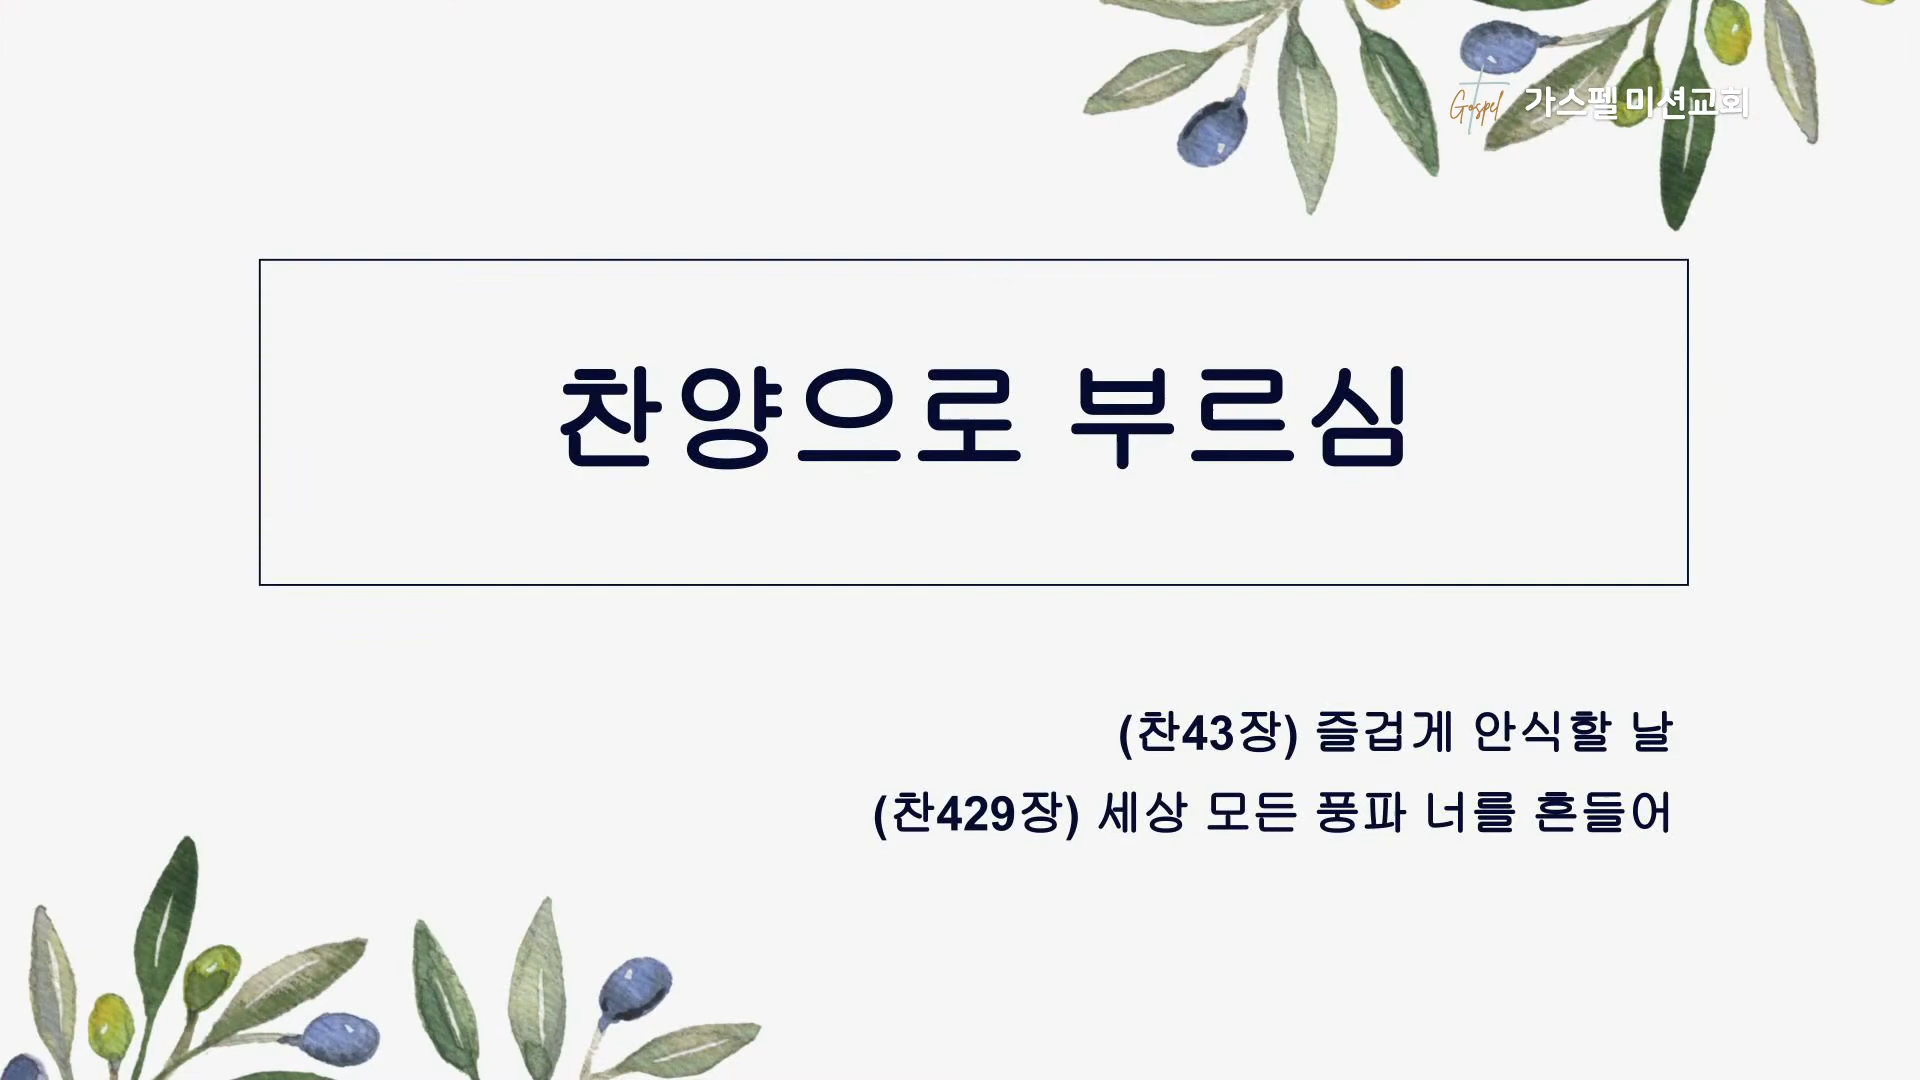 Gospel 가스펠 미션교회
찬양으로 부르심
(찬43장) 즐겁게 안식할 날
(찬429장) 세상 모든 풍파 너를 흔들어